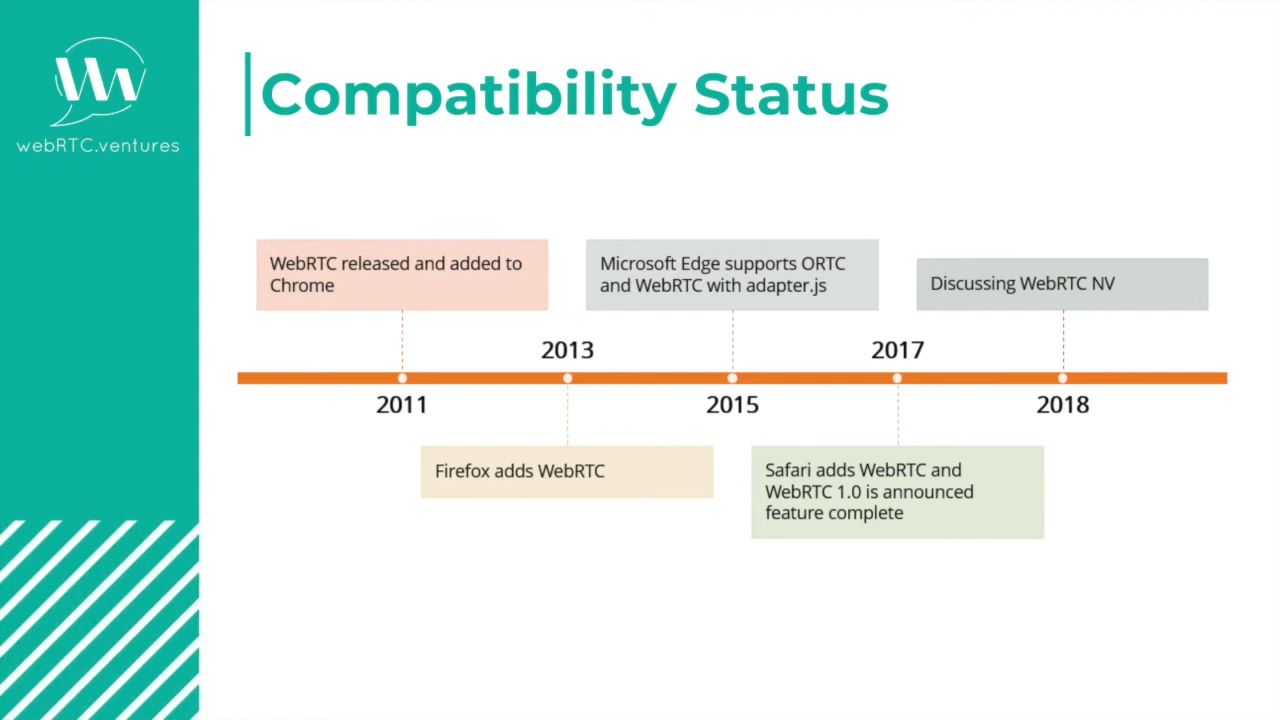 webRTC.ventures
Compatibility Status
WebRTC released and added to
Chrome
Microsoft Edge supports ORTC
and WebRTC with adapter.js
Discussing WebRTC NV
2013
2017
2011
2015
2018
Firefox adds WebRTC
Safari adds WebRTC and
WebRTC 1.0 is announced
feature complete